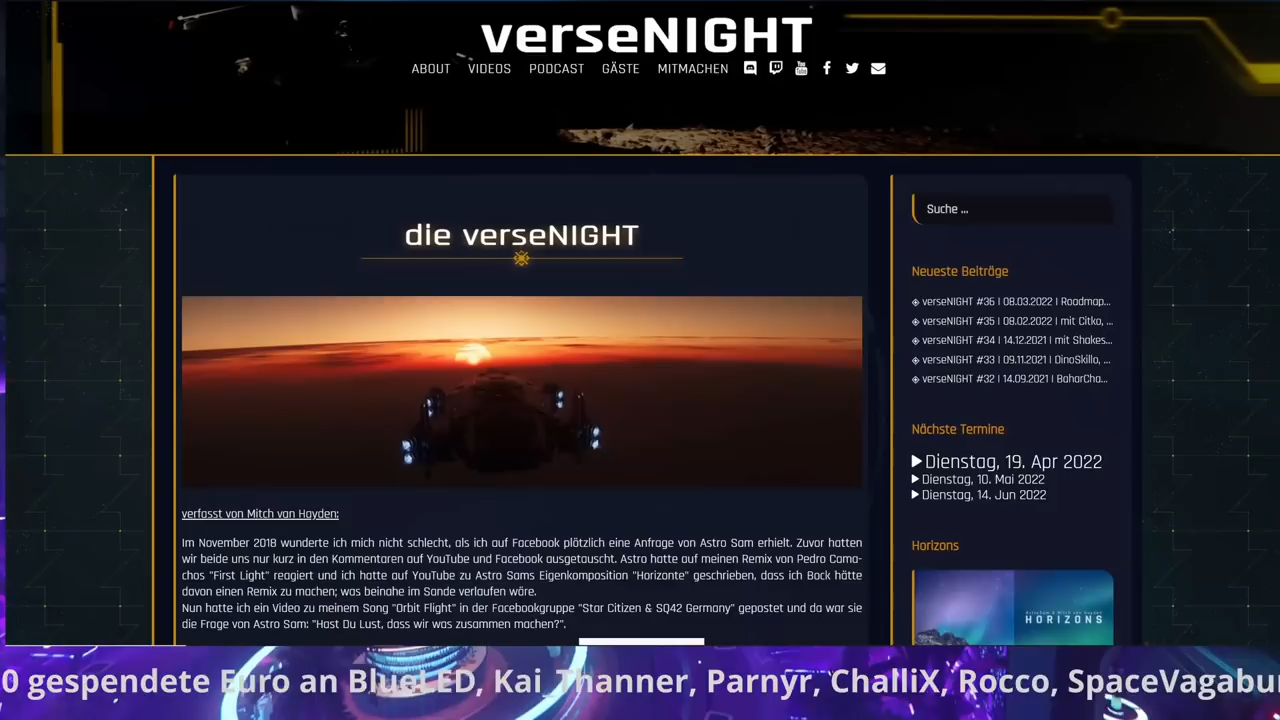 verseNIGHT
ABOUT VIDEOS PODCAST GÄSTE MITMACHEN
die verseNIGHT
verfasst von Mitch van Hayden:
Im November 2018 wunderte ich mich nicht schlecht, als ich auf Facebook plötzlich eine Anfrage von Astro Sam erhielt. Zuvor hatten
wir beide uns nur kurz in den Kommentaren auf YouTube und Facebook ausgetauscht. Astro hatte auf meinen Remix von Pedro Cama-
chos "First Light" reagiert und ich hatte auf YouTube zu Astro Sams Eigenkomposition "Horizonte" geschrieben, dass ich Bock hätte
davon einen Remix zu machen; was beinahe im Sande verlaufen wäre.
Nun hatte ich ein Video zu meinem Song "Orbit Flight" in der Facebookgruppe "Star Citizen & SQ42 Germany" gepostet und da war sie
die Frage von Astro Sam: "Hast Du Lust, dass wir was zusammen machen?".
Suche ...
Neueste Beiträge
verseNIGHT #36 | 08.03.2022 | Roadmap...
verseNIGHT #35 | 08.02.2022 | mit Citko, ...
verseNIGHT #34 | 14.12.2021 | mit Shakes...
verseNIGHT #33 | 09.11.2021 | DinoSkillo, ...
verseNIGHT #32 | 14.09.2021 | BaharCha...
Nächste Termine
Dienstag, 19. Apr 2022
Dienstag, 10. Mai 2022
Dienstag, 14. Jun 2022
Horizons
HORIZONS
0 gespendete Euro an BlueLED, Kai_Thanner, Parnyr, ChalliX, Rocco, SpaceVagabun